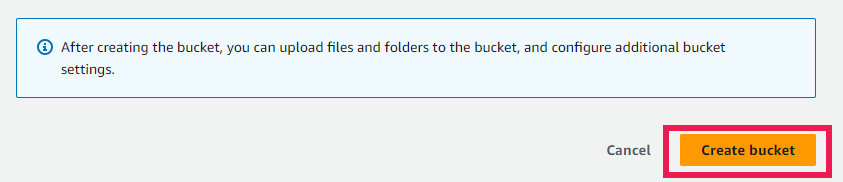 After creating the bucket, you can upload files and folders to the bucket, and configure additional bucket
settings.
Cancel
Create bucket